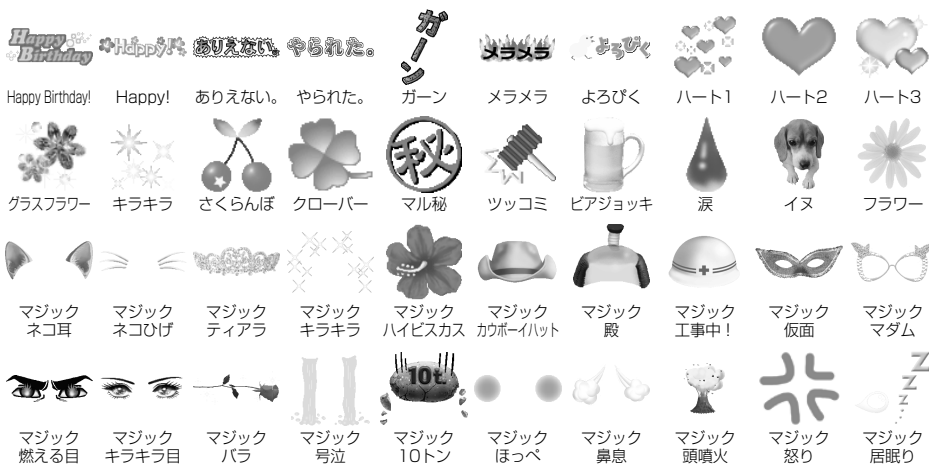 Happy Birthday
Happy!
ありえない。
やられた。
ガーン
メラメラ
よろぴく
Happy Birthday!
Happy!
ありえない。
やられた。
ガーン
メラメラ
よろぴく
ハート1
ハート2
ハート3
秘
グラスフラワー
キラキラ
さくらんぼ
クローバー
マル秘
ツッコミ
ビアジョッキ
涙
イヌ
フラワー
マジック
ネコ耳
マジック
ネコひげ
マジック
ティアラ
マジック
キラキラ
マジック
ハイビスカス
マジック
カウボーイハット
マジック
殿
マジック
工事中！
マジック
仮面
マジック
マダム
10t.
Z
Z
Z
Z
マジック
燃える目
マジック
キラキラ目
マジック
バラ
マジック
号泣
マジック
10トン
マジック
ほっぺ
マジック
鼻息
マジック
頭噴火
マジック
怒り
マジック
居眠り